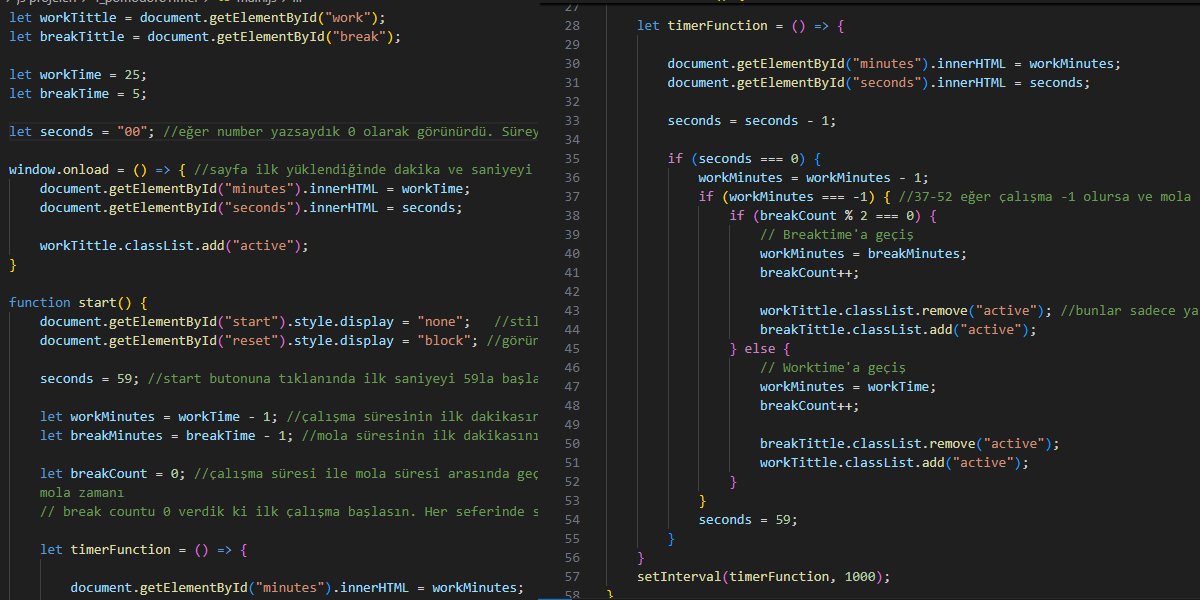 let workTittle = document.getElementById("work");
let breakTittle = document.getElementById("break");
let workTime = 25;
let breakTime = 5;
let seconds = "00"; //eğer number yazsaydık 0 olarak görünürdü. Sürey
window.onload = () => { //sayfa ilk yüklendiğinde dakika ve saniyeyi
document.getElementById("minutes").innerHTML = workTime;
document.getElementById("seconds").innerHTML = seconds;
workTittle.classList.add("active");
}
function start() {
document.getElementById("start").style.display = "none"; //stil
document.getElementById("reset").style.display = "block"; //görün
seconds = 59; //start butonuna tıklanında ilk saniyeyi 59la başla
let workMinutes = workTime - 1; //çalışma süresinin ilk dakikasın
let breakMinutes = breakTime - 1; //mola süresinin ilk dakikasını
let breakCount = 0; //çalışma süresi ile mola süresi arasında geç
mola zamanı
// break countu 0 verdik ki ilk çalışma başlasın. Her seferinde s
let timerFunction = () => {
document.getElementById("minutes").innerHTML = workMinutes;
27
28 let timerFunction = () => {
29
30 document.getElementById("minutes").innerHTML = workMinutes;
31 document.getElementById("seconds").innerHTML = seconds;
32
33 seconds = seconds - 1;
34
35 if (seconds === 0) {
36 workMinutes = workMinutes - 1;
37 if (workMinutes === -1) { //37-52 eğer çalışma -1 olursa ve mola
38 if (breakCount % 2 === 0) {
39 // Breaktime'a geçiş
40 workMinutes = breakMinutes;
41 breakCount++;
42
43 workTittle.classList.remove("active"); //bunlar sadece ya
44 breakTittle.classList.add("active");
45 } else {
46 // Worktime'a geçiş
47 workMinutes = workTime;
48 breakCount++;
49
50 breakTittle.classList.remove("active");
51 workTittle.classList.add("active");
52 }
53 }
54 seconds = 59;
55 }
56 }
57 setInterval(timerFunction, 1000);
58 }